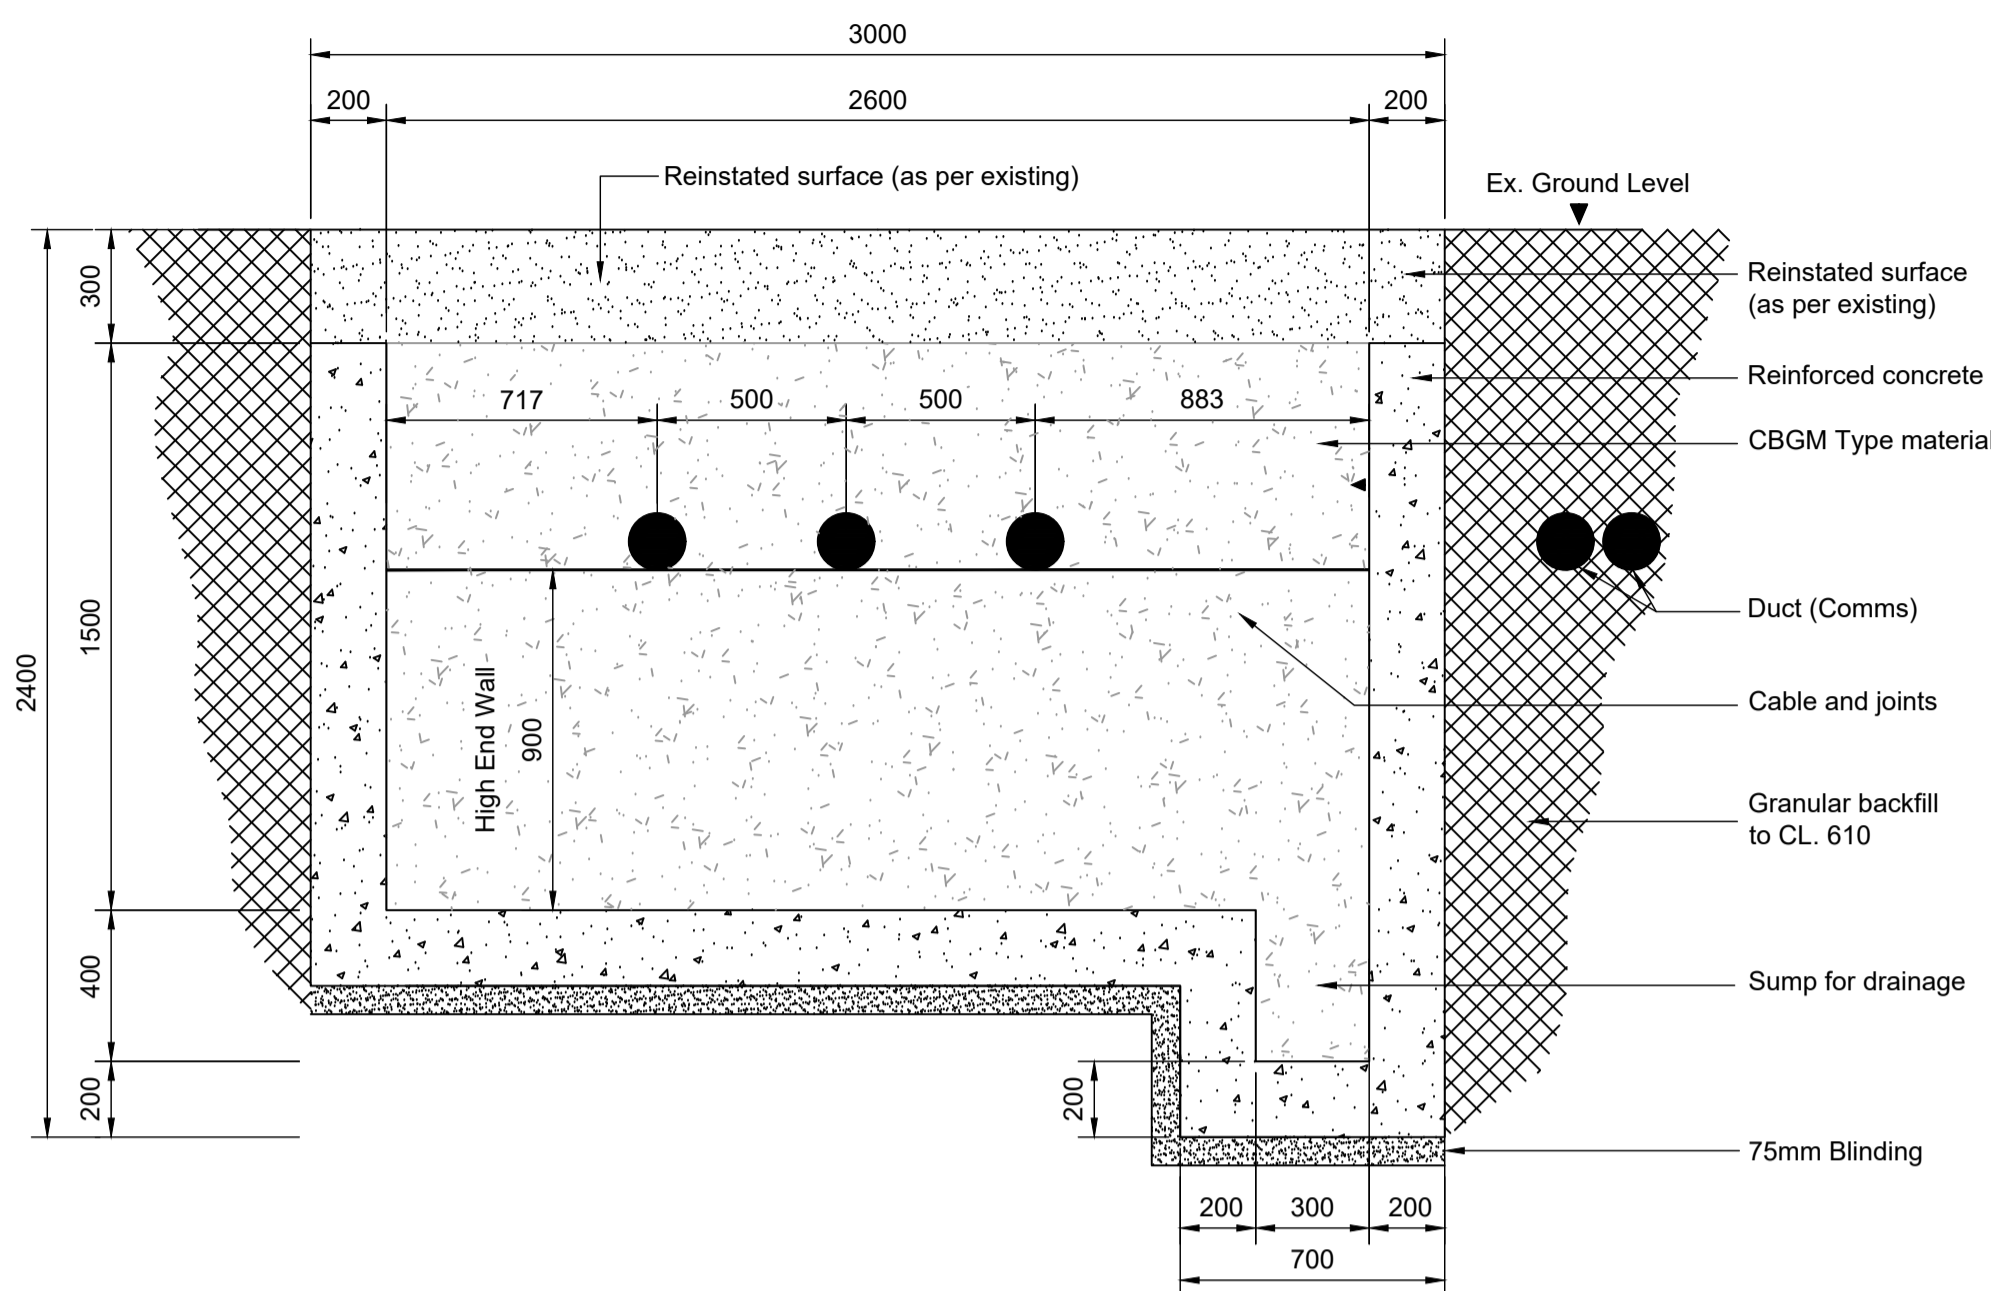 3000
200
2600
200
Reinstated surface (as per existing)
Ex. Ground Level
300
Reinstated surface
(as per existing)
Reinforced concrete
717
500
500
883
CBGM Type material
1500
2400
Duct (Comms)
High End Wall
900
Cable and joints
Granular backfill
to CL. 610
400
Sump for drainage
200
200
75mm Blinding
200
300
200
700